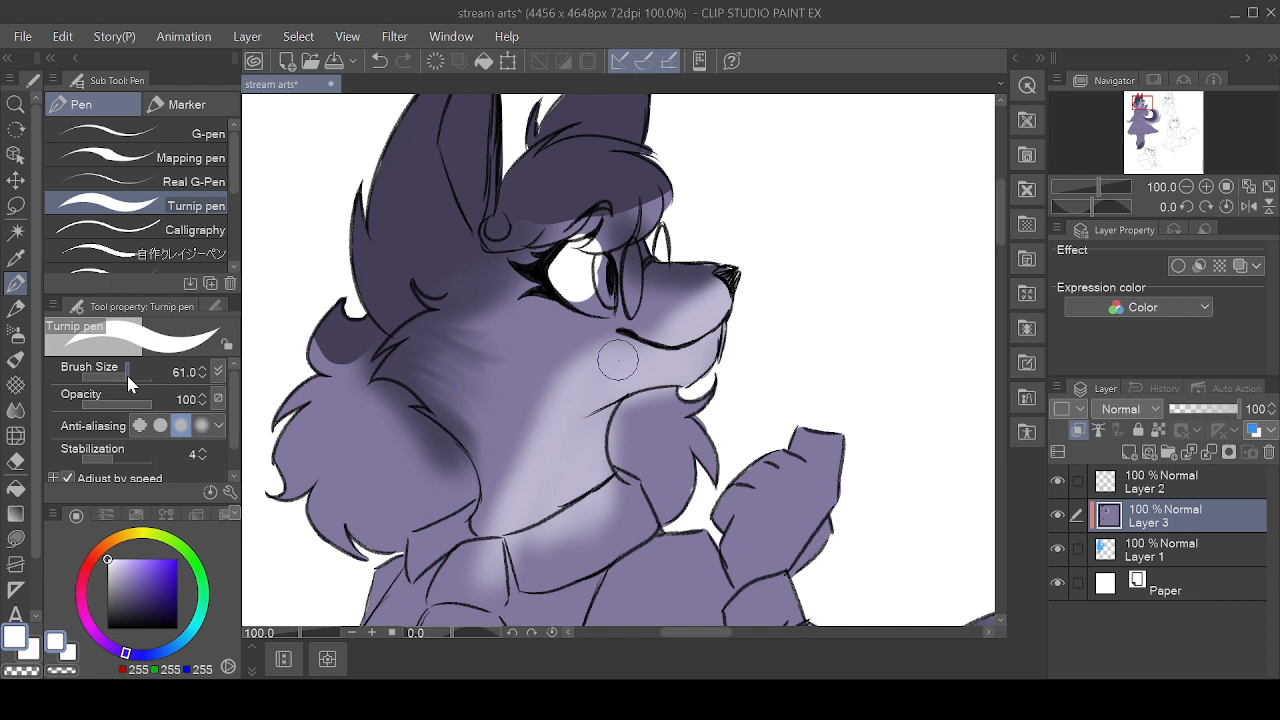 stream arts* (4456 x 4648px 72dpi 100.0%) - CLIP STUDIO PAINT EX
File Edit Story(P) Animation Layer Select View Filter Window Help
Sub Tool: Pen
stream arts*
Navigator
Pen Marker
G-pen
Mapping pen
Real G-Pen
Turnip pen
Calligraphy
自作クレイジーペン
100.0
0.0
Layer Property
Effect
Expression color
Color
Tool property: Turnip pen
Turnip pen
Brush Size 61.0
Opacity 100
Anti-aliasing
Stabilization 4
Adjust by speed
Layer History Auto Action
Normal 100
100 %Normal
Layer 2
100 %Normal
Layer 3
100 %Normal
Layer 1
Paper
A
255 255 255
100.0 0.0